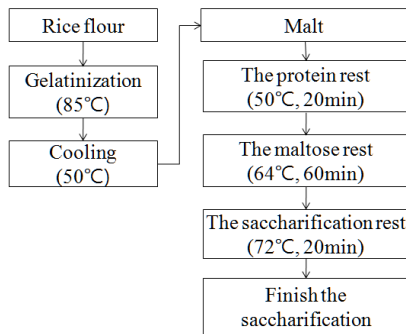 Rice flour
Gelatinization
(85℃)
Cooling
(50℃)
Malt
The protein rest
(50℃, 20min)
The maltose rest
(64℃, 60min)
The saccharification rest
(72℃, 20min)
Finish the
saccharification